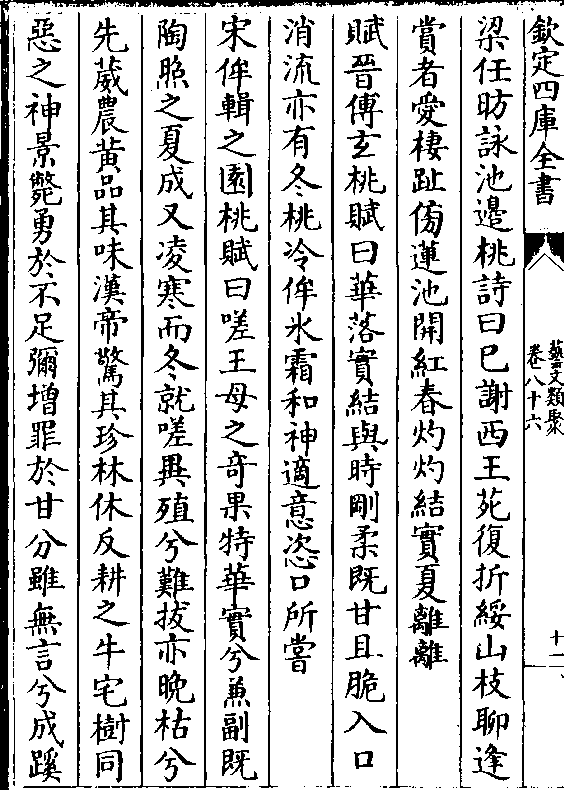 欽定四庫全書
藝文類聚
卷八十六
十二
梁任昉詠池邊桃詩曰已謝西王苑復折綏山枝聊逢
賞者愛棲趾傍蓮池開紅春灼灼結實夏離離
賦晉傅玄桃賦曰華落實結與時剛柔既甘且脆入口
消流亦有冬桃冷侔氷霜和神適意恣口所嘗
宋伍輯之園桃賦曰嗟王母之奇果特華實兮兼副既
陶煦之夏成又凌寒而冬就嗟異殖兮難拔亦晚枯兮
先葳農黃品其味漢帝驚其珍林休反耕之牛宅樹同
惡之神景斃勇於不足彌增罪於甘分雖無言兮成蹊